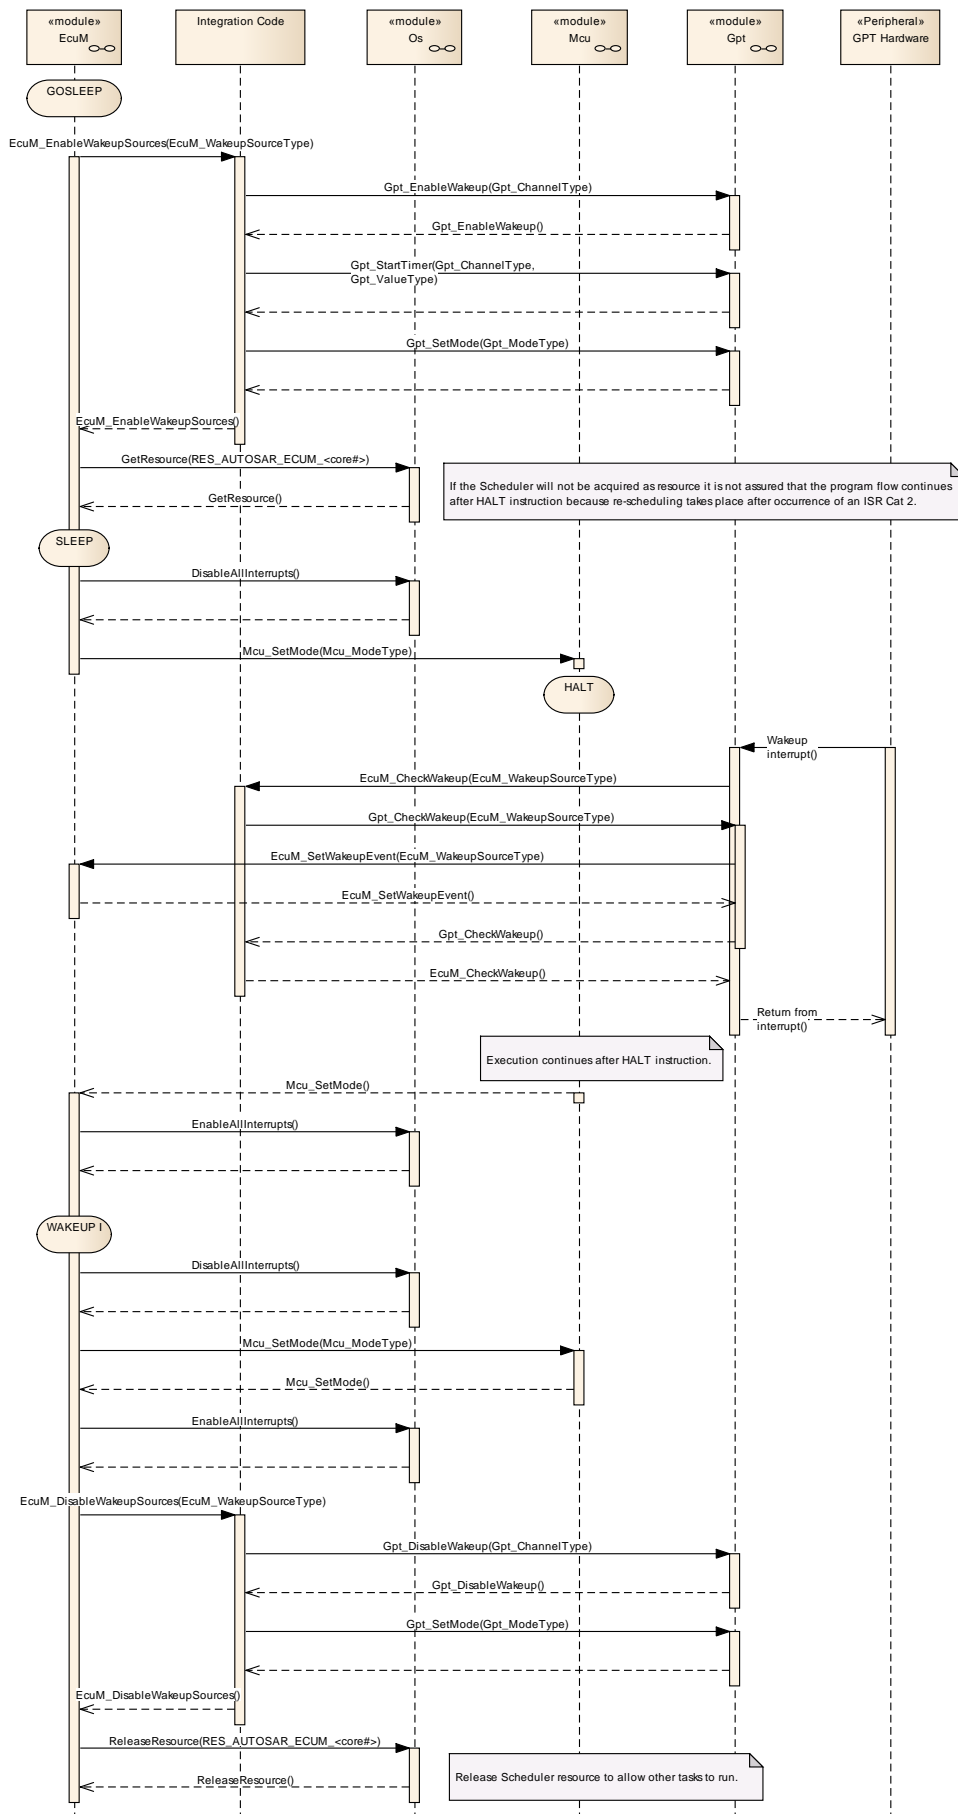 «module»
EcuM
Integration Code
«module»
Os
«module»
Mcu
«module»
Gpt
«Peripheral»
GPT Hardware
GOSLEEP
EcuM_EnableWakeupSources(EcuM_WakeupSourceType)
Gpt_EnableWakeup(Gpt_ChannelType)
Gpt_EnableWakeup()
Gpt_StartTimer(Gpt_ChannelType,
Gpt_ValueType)
Gpt_SetMode(Gpt_ModeType)
EcuM_EnableWakeupSources()
GetResource(RES_AUTOSAR_ECUM_<core#>)
If the Scheduler will not be acquired as resource it is not assured that the program flow continues
after HALT instruction because re-scheduling takes place after occurrence of an ISR Cat 2.
GetResource()
SLEEP
DisableAllInterrupts()
Mcu_SetMode(Mcu_ModeType)
HALT
Wakeup
interrupt()
EcuM_CheckWakeup(EcuM_WakeupSourceType)
Gpt_CheckWakeup(EcuM_WakeupSourceType)
EcuM_SetWakeupEvent(EcuM_WakeupSourceType)
EcuM_SetWakeupEvent()
Gpt_CheckWakeup()
EcuM_CheckWakeup()
Return from
interrupt()
Execution continues after HALT instruction.
Mcu_SetMode()
EnableAllInterrupts()
WAKEUP I
DisableAllInterrupts()
Mcu_SetMode(Mcu_ModeType)
Mcu_SetMode()
EnableAllInterrupts()
EcuM_DisableWakeupSources(EcuM_WakeupSourceType)
Gpt_DisableWakeup(Gpt_ChannelType)
Gpt_DisableWakeup()
Gpt_SetMode(Gpt_ModeType)
EcuM_DisableWakeupSources()
ReleaseResource(RES_AUTOSAR_ECUM_<core#>)
Release Scheduler resource to allow other tasks to run.
ReleaseResource()